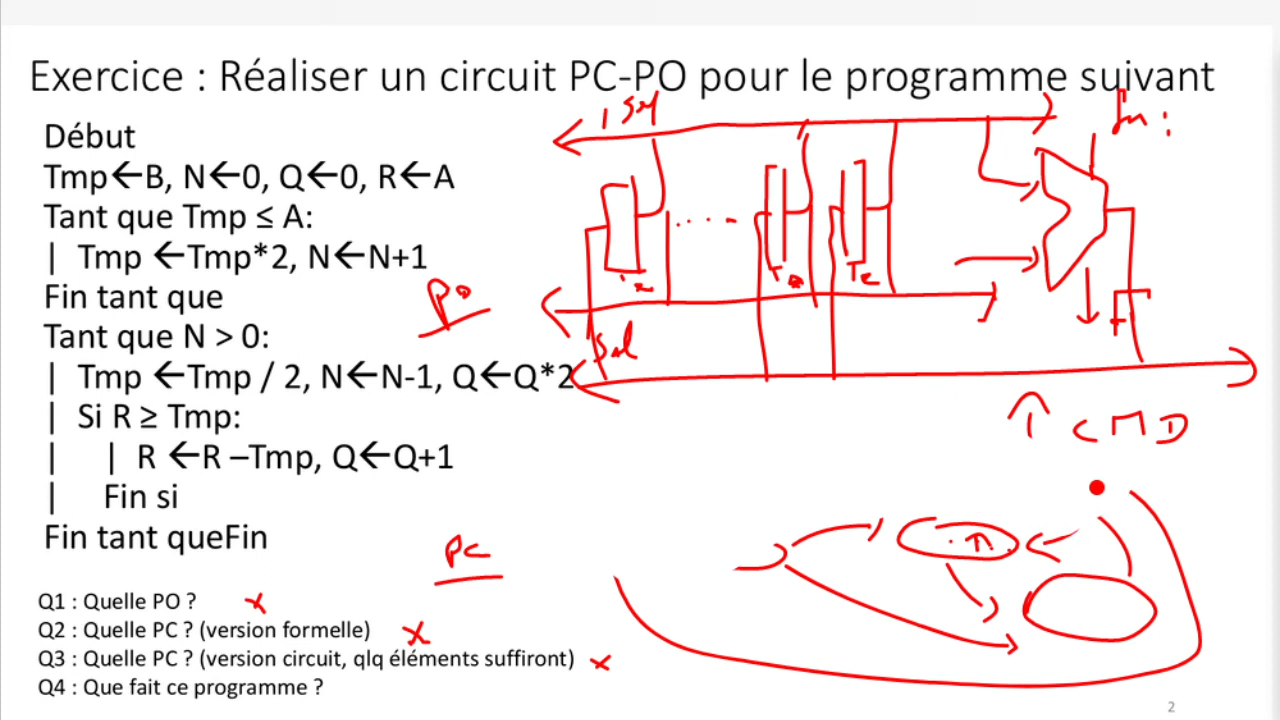 Exercice : Réaliser un circuit PC-PO pour le programme suivant
Début
Tmp←B, N←0, Q←0, R←A
Tant que Tmp ≤ A:
| Tmp ←Tmp*2, N←N+1
Fin tant que
Tant que N > 0:
| Tmp ←Tmp / 2, N←N-1, Q←Q*2
| Si R ≥ Tmp:
| | R ←R –Tmp, Q←Q+1
| Fin si
Fin tant queFin
PO
CMD
PC
Q1 : Quelle PO ? x
Q2 : Quelle PC ? (version formelle) x
Q3 : Quelle PC ? (version circuit, qlq éléments suffiront) x
Q4 : Que fait ce programme ?
2